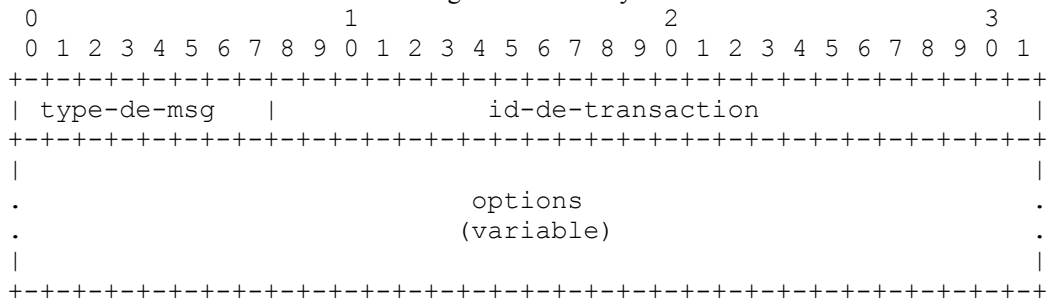 0                   1                   2                   3
 0 1 2 3 4 5 6 7 8 9 0 1 2 3 4 5 6 7 8 9 0 1 2 3 4 5 6 7 8 9 0 1
+-+-+-+-+-+-+-+-+-+-+-+-+-+-+-+-+-+-+-+-+-+-+-+-+-+-+-+-+-+-+-+-+
| type-de-msg   |             id-de-transaction                 |
+-+-+-+-+-+-+-+-+-+-+-+-+-+-+-+-+-+-+-+-+-+-+-+-+-+-+-+-+-+-+-+-+
|                                                               |
.                            options                            .
.                           (variable)                          .
|                                                               |
+-+-+-+-+-+-+-+-+-+-+-+-+-+-+-+-+-+-+-+-+-+-+-+-+-+-+-+-+-+-+-+-+